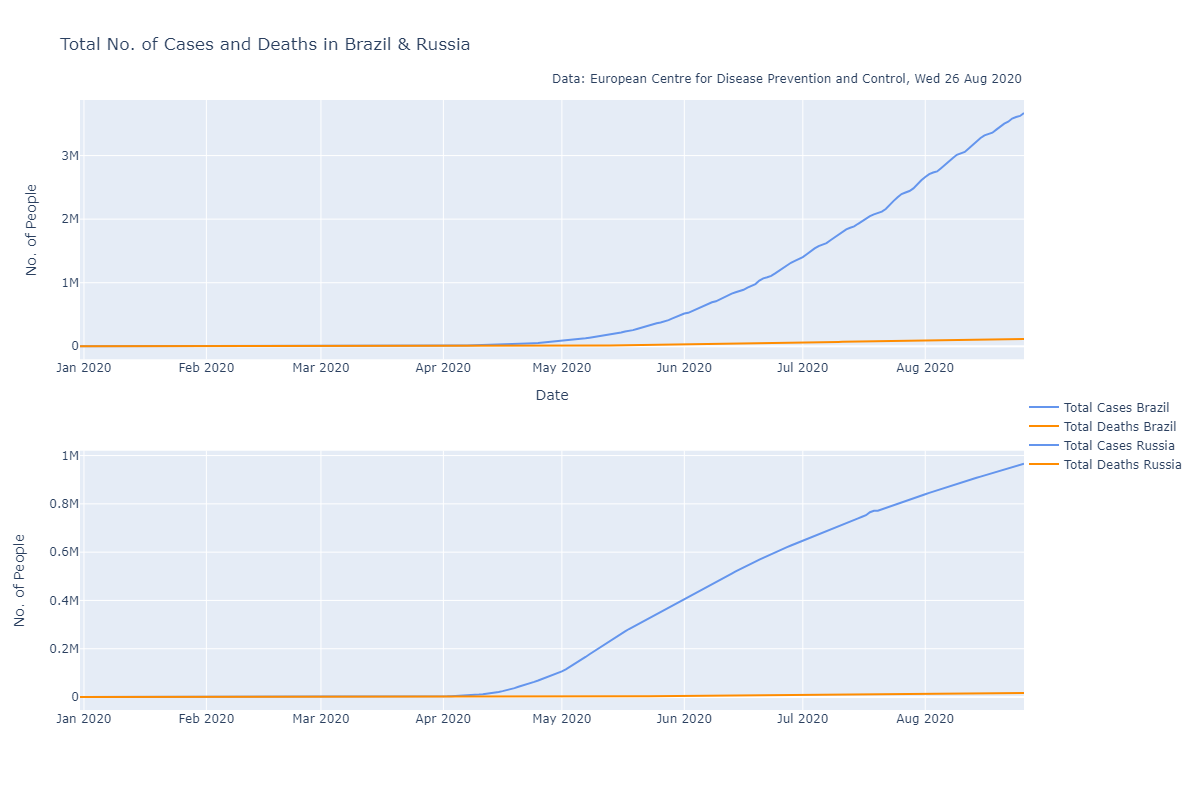 Total No. of Cases and Deaths in Brazil & Russia
Data: European Centre for Disease Prevention and Control, Wed 26 Aug 2020
No. of People
3M
2M
1M
0
Jan 2020 Feb 2020 Mar 2020 Apr 2020 May 2020 Jun 2020 Jul 2020 Aug 2020
Date
Total Cases Brazil
Total Deaths Brazil
Total Cases Russia
Total Deaths Russia
No. of People
1M
0.8M
0.6M
0.4M
0.2M
0
Jan 2020 Feb 2020 Mar 2020 Apr 2020 May 2020 Jun 2020 Jul 2020 Aug 2020